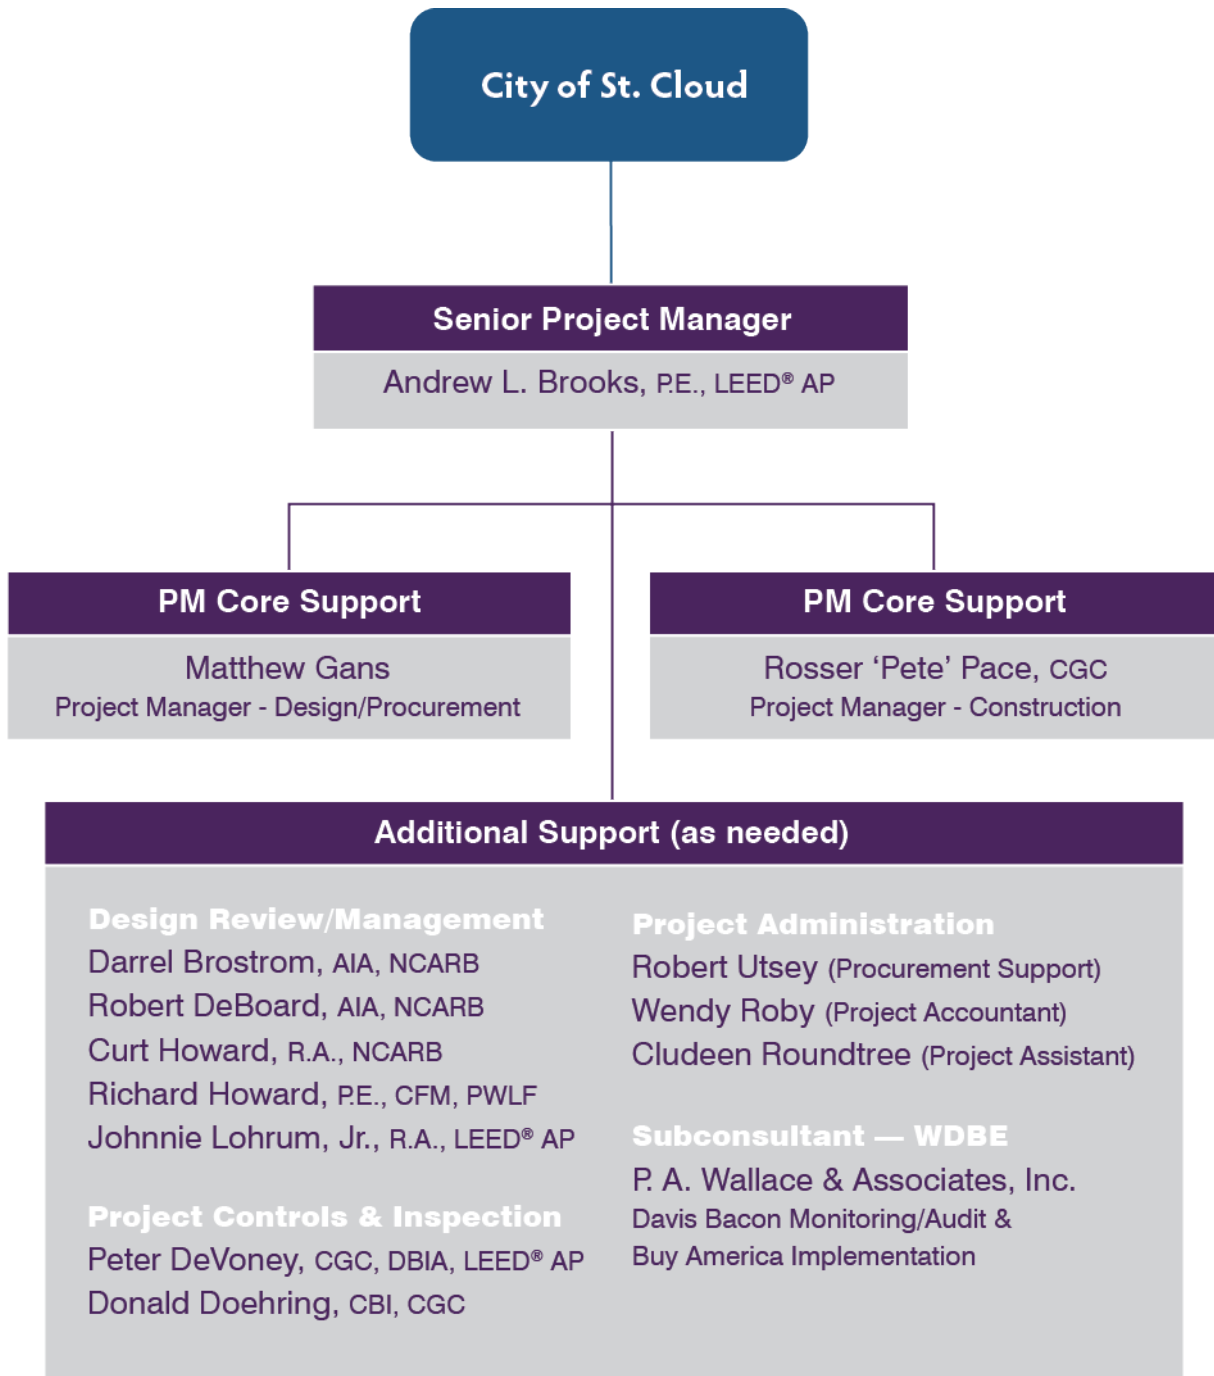 City of St. Cloud
Senior Project Manager
Andrew L. Brooks, P.E., LEED® AP
PM Core Support
Matthew Gans
Project Manager - Design/Procurement
PM Core Support
Rosser ‘Pete’ Pace, CGC
Project Manager - Construction
Additional Support (as needed)
Design Review/Management
Darrel Brostrom, AIA, NCARB
Robert DeBoard, AIA, NCARB
Curt Howard, R.A., NCARB
Richard Howard, P.E., CFM, PWLF
Johnnie Lohrum, Jr., R.A., LEED® AP
Project Controls & Inspection
Peter DeVoney, CGC, DBIA, LEED® AP
Donald Doehring, CBI, CGC
Project Administration
Robert Utsey (Procurement Support)
Wendy Roby (Project Accountant)
Cludeen Roundtree (Project Assistant)
Subconsultant — WDBE
P. A. Wallace & Associates, Inc.
Davis Bacon Monitoring/Audit &
Buy America Implementation